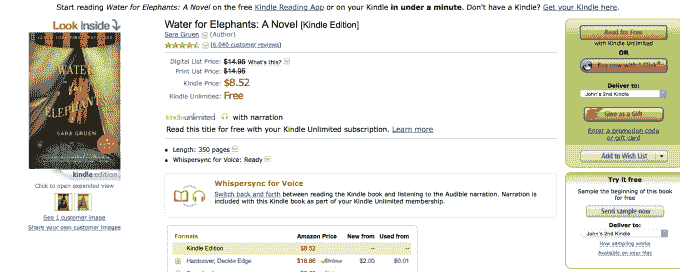 Start reading Water for Elephants: A Novel on the free Kindle Reading App or on your Kindle in under a minute. Don't have a Kindle? Get your Kindle here.
Look Inside
WATER
for
ELEPHANTS
SARA GRUEN
kindle edition
Click to open expanded view
See 1 customer image
Share your own customer images
Water for Elephants: A Novel [Kindle Edition]
Sara Gruen (Author)
(6,040 customer reviews)
Digital List Price: $14.95 What's this?
Print List Price: $14.95
Kindle Price: $8.52
Kindle Unlimited: Free
kindleunlimited with narration
Read this title for free with your Kindle Unlimited subscription. Learn more
Length: 350 pages
Whispersync for Voice: Ready
Whispersync for Voice
Switch back and forth between reading the Kindle book and listening to the Audible narration. Narration is
included with this Kindle book as part of your Kindle Unlimited membership.
Formats Amazon Price New from Used from
Kindle Edition $8.52 -- --
Hardcover, Deckle Edge $18.86 $2.00 $0.01
Read for Free
with Kindle Unlimited
OR
Buy now with 1-Click
Deliver to:
John's 2nd Kindle
Give as a Gift
Enter a promotion code
or gift card
Add to Wish List
Try it free
Sample the beginning of this book
for free
Send sample now
Deliver to:
John's 2nd Kindle
How sampling works
Available on your Mac